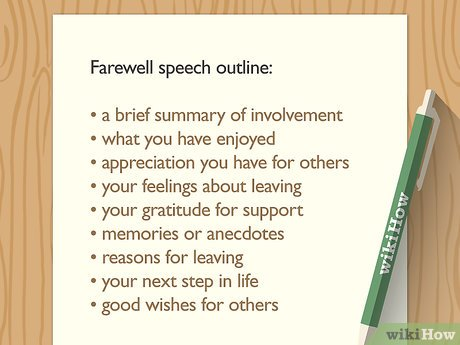 Farewell speech outline:
• a brief summary of involvement
• what you have enjoyed
• appreciation you have for others
• your feelings about leaving
• your gratitude for support
• memories or anecdotes
• reasons for leaving
• your next step in life
• good wishes for others
wikiHow
wikiHow